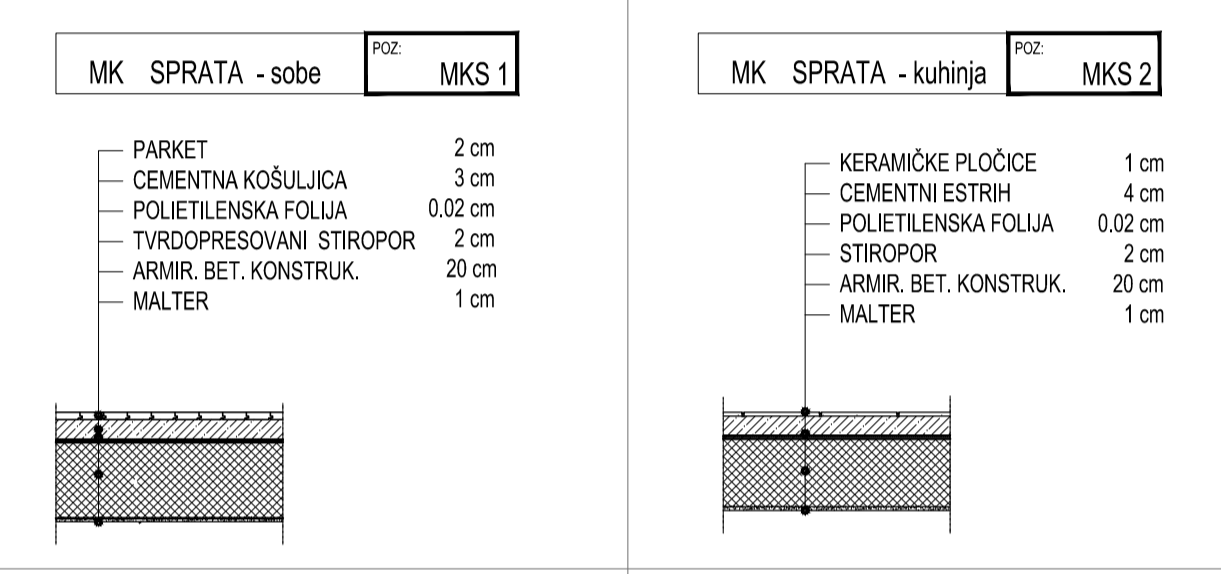 MK SPRATA - sobe
POZ:
MKS 1
PARKET 2 cm
CEMENTNA KOŠULJICA 3 cm
POLIETILENSKA FOLIJA 0.02 cm
TVRDOPRESOVANI STIROPOR 2 cm
ARMIR. BET. KONSTRUK. 20 cm
MALTER 1 cm
MK SPRATA - kuhinja
POZ:
MKS 2
KERAMIČKE PLOČICE 1 cm
CEMENTNI ESTRIH 4 cm
POLIETILENSKA FOLIJA 0.02 cm
STIROPOR 2 cm
ARMIR. BET. KONSTRUK. 20 cm
MALTER 1 cm